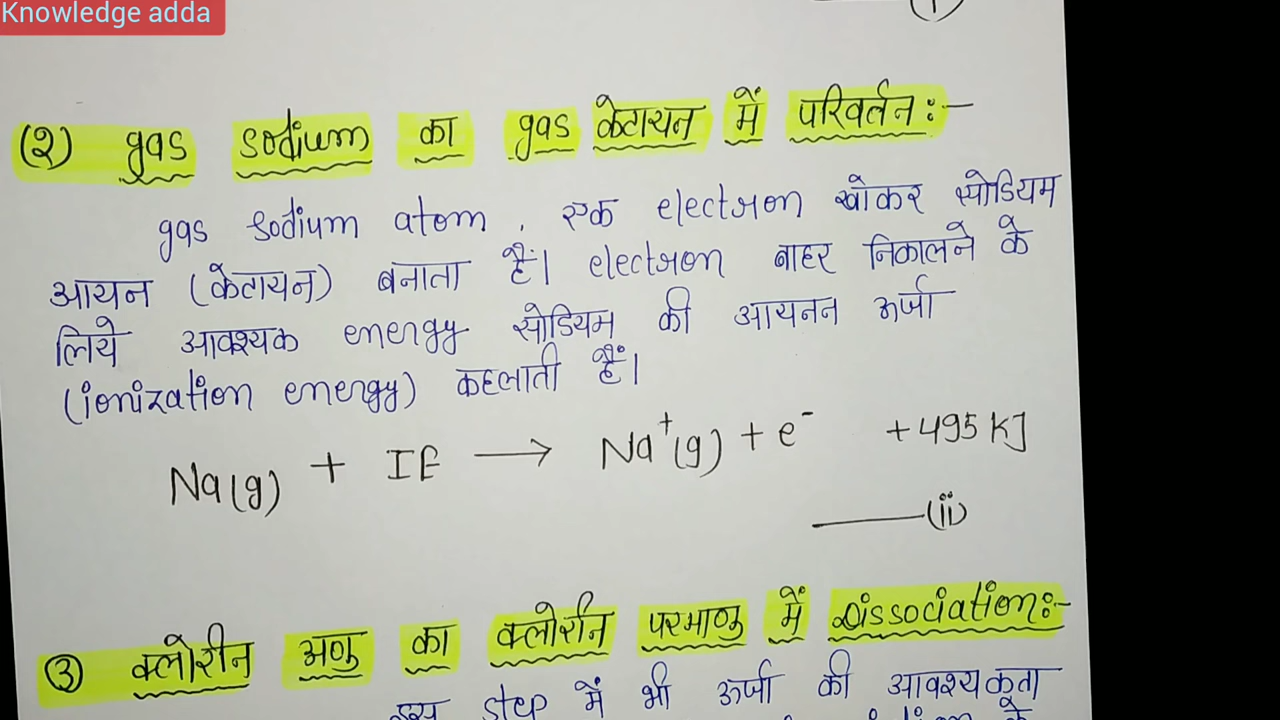 Knowledge adda
(i)
(२) gas sodium का gas केटायन में परिवर्तन :-
gas sodium atom , एक electron खोकर सोडियम
आयन (केटायन) बनाता है। electron बाहर निकालने के
लिये आवश्यक energy सोडियम की आयनन ऊर्जा
(ionization energy) कहलाती हैं।
Na(g) + IE ⟶ Na⁺(g) + e⁻ +495 KJ
——(ii)
③ क्लोरीन अणु का क्लोरीन परमाणु में Dissociation:-
इस step में भी ऊर्जा की आवश्यकता